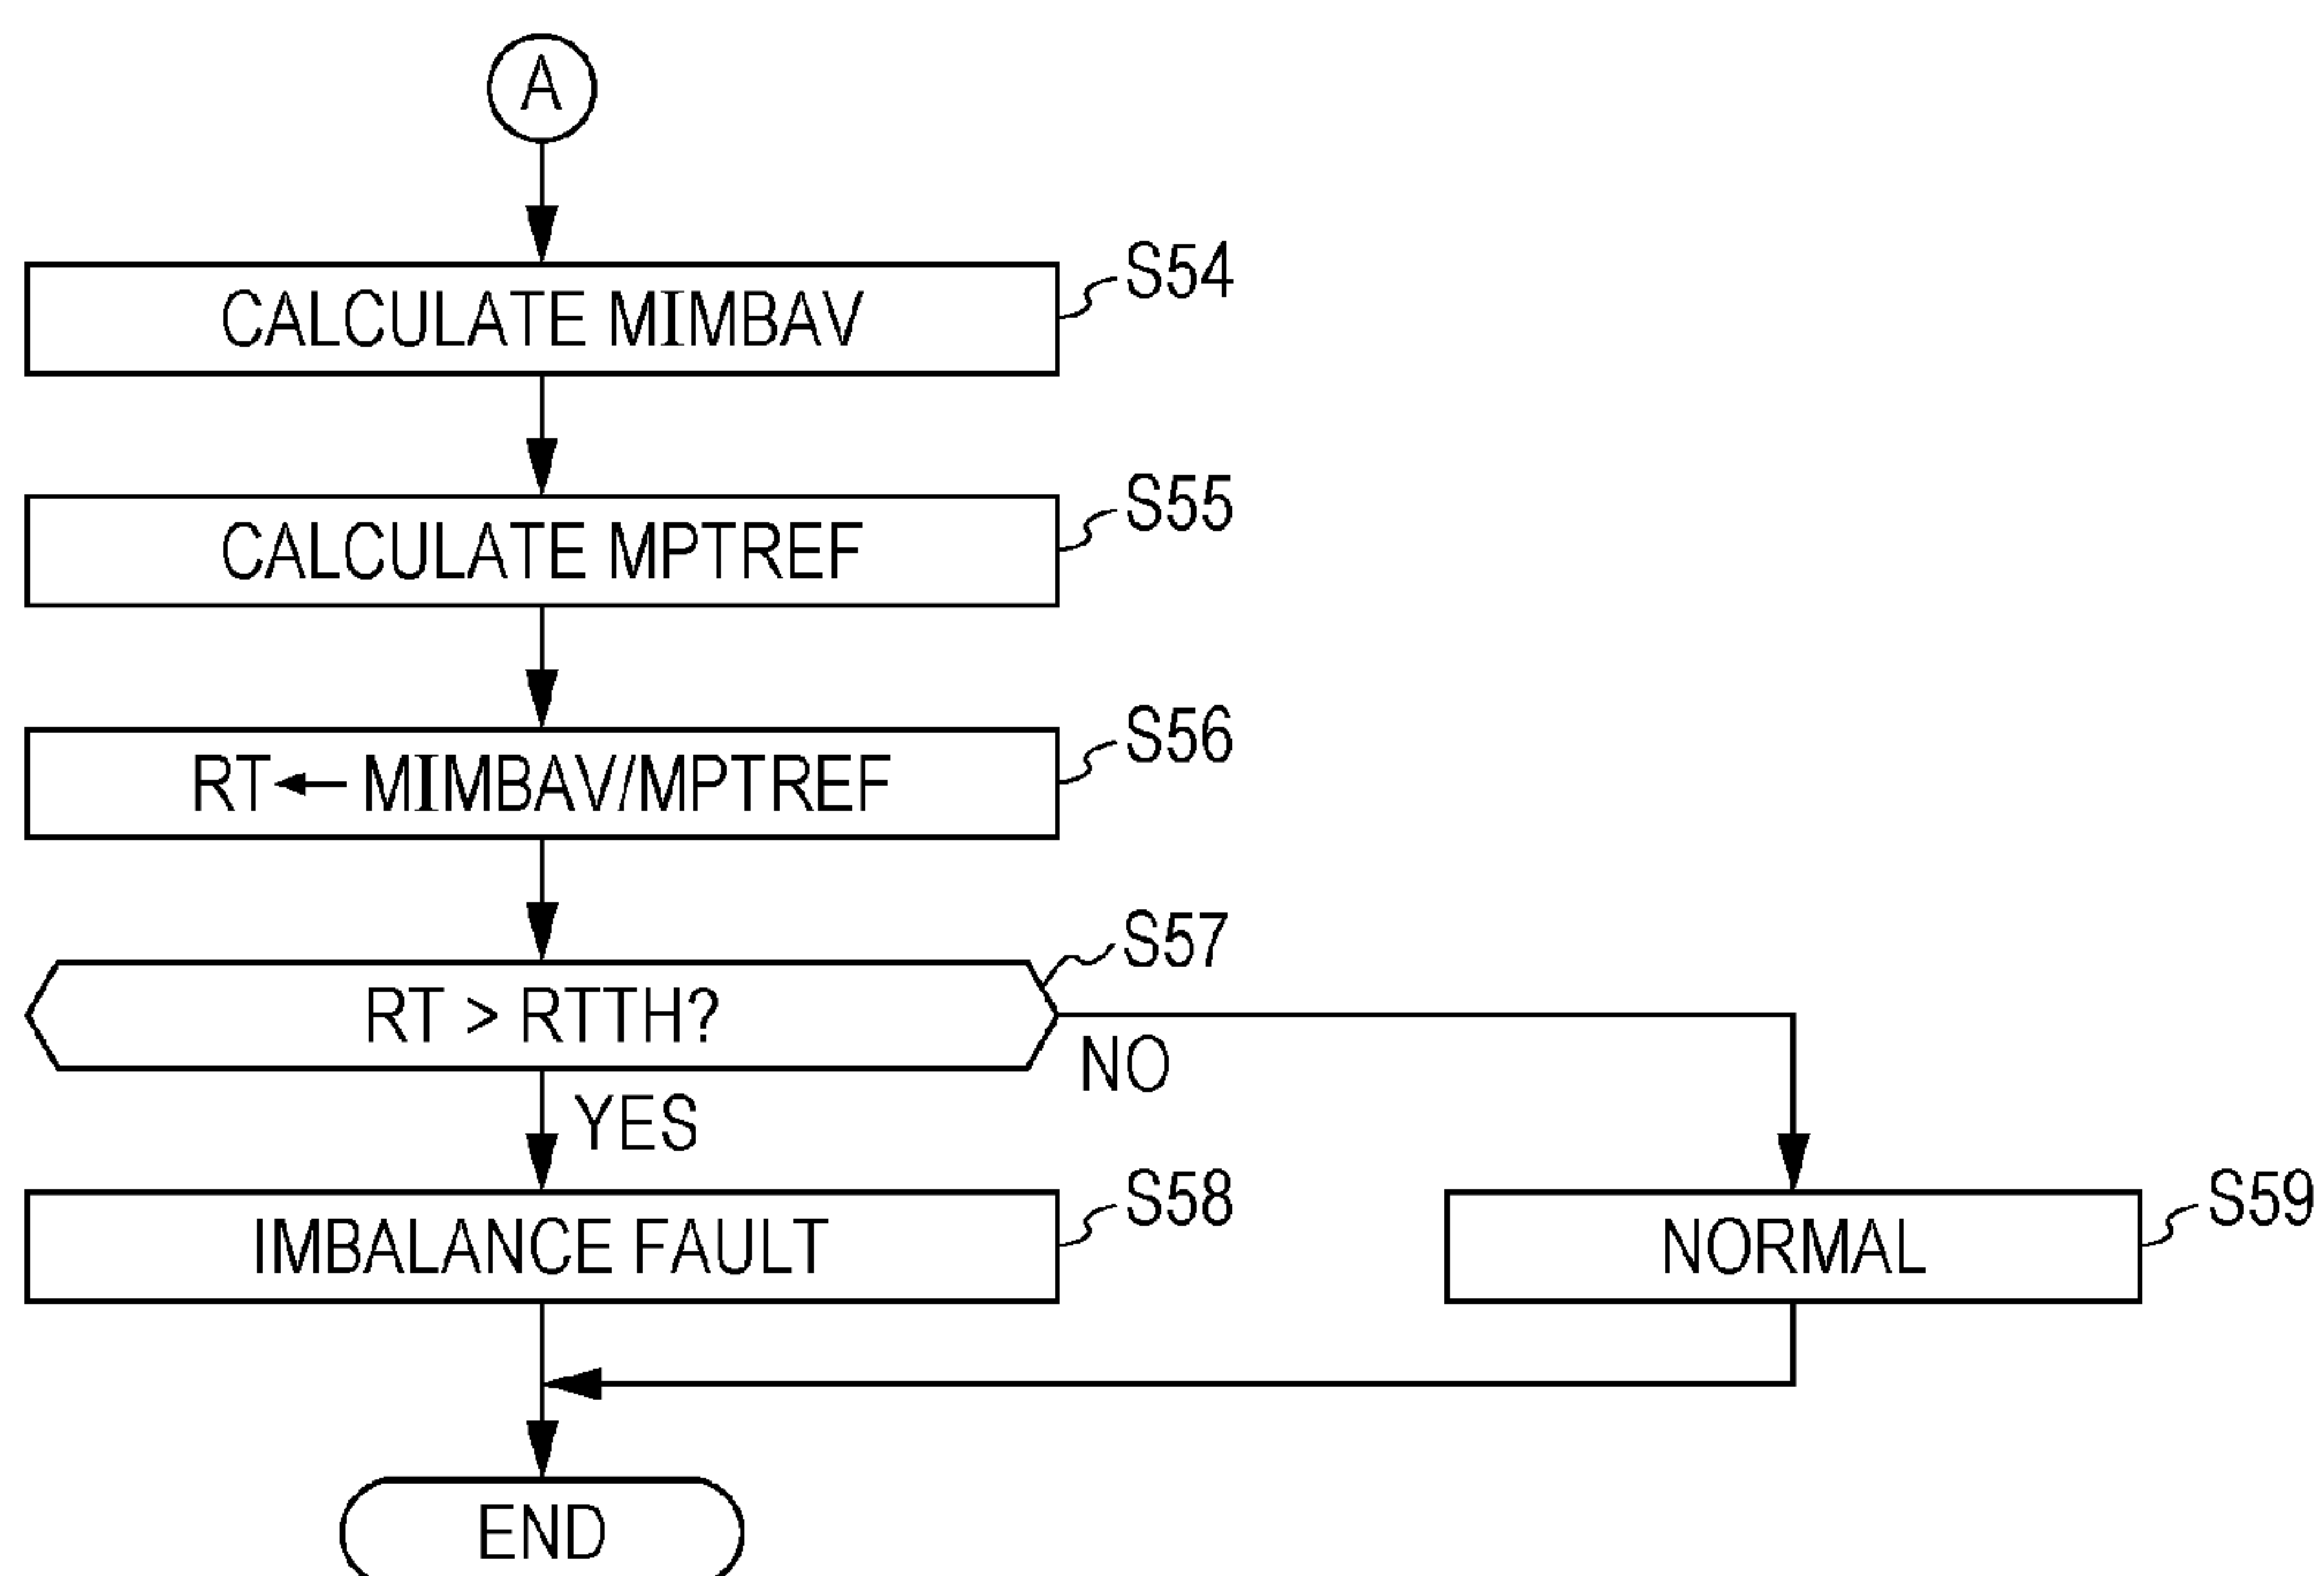 A
CALCULATE MIMBAV
S54
CALCULATE MPTREF
S55
RT ← MIMBAV/MPTREF
S56
RT > RTTH?
S57
NO
YES
IMBALANCE FAULT
S58
NORMAL
S59
END